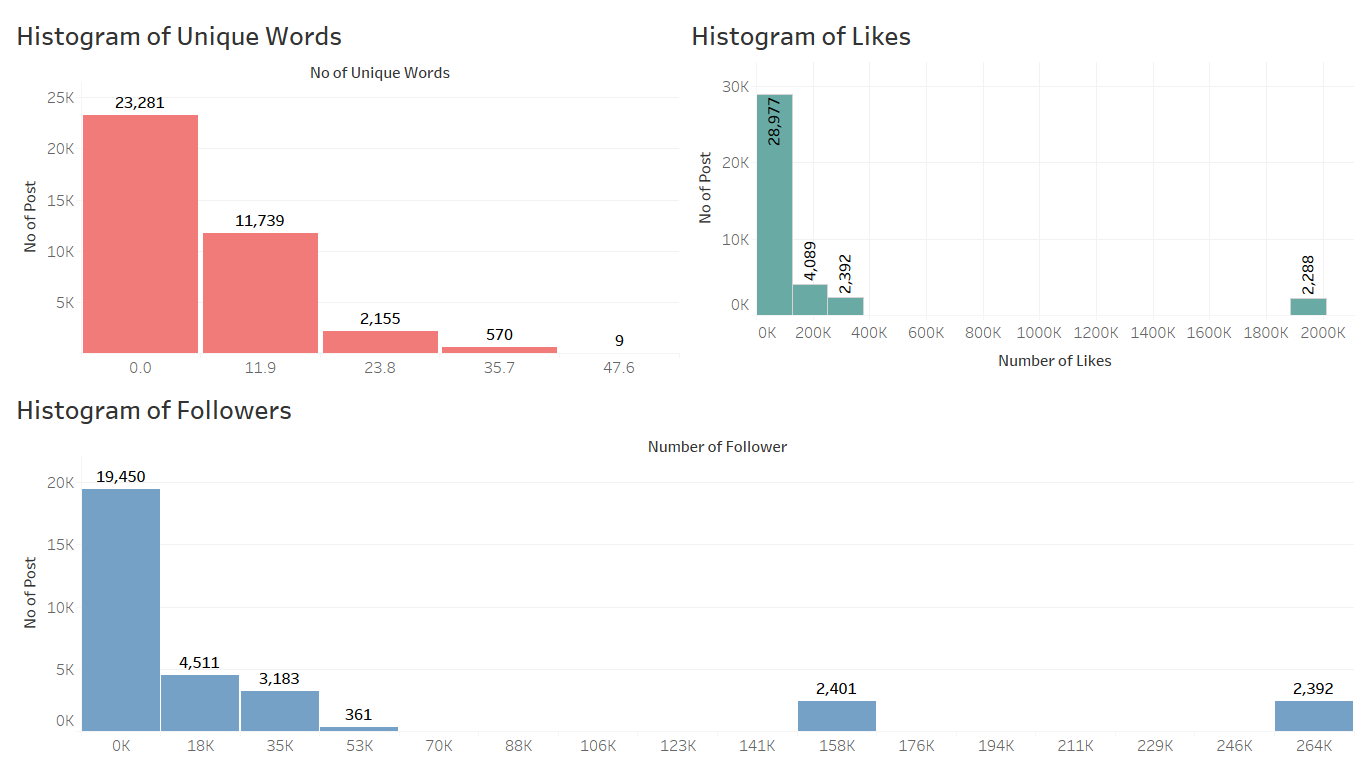 Histogram of Unique Words
No of Unique Words
No of Post
25K
20K
15K
10K
5K
23,281
11,739
2,155
570
9
0.0 11.9 23.8 35.7 47.6
Histogram of Likes
No of Post
30K
20K
10K
0K
28,977
4,089
2,392
2,288
0K 200K 400K 600K 800K 1000K 1200K 1400K 1600K 1800K 2000K
Number of Likes
Histogram of Followers
Number of Follower
No of Post
20K
15K
10K
5K
0K
19,450
4,511
3,183
361
2,401
2,392
0K 18K 35K 53K 70K 88K 106K 123K 141K 158K 176K 194K 211K 229K 246K 264K